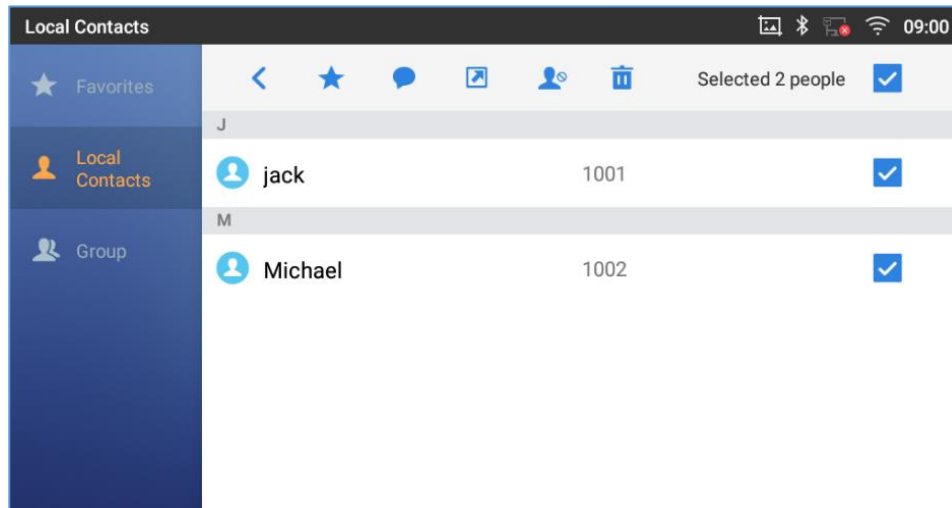 Local Contacts
09:00
Favorites
Selected 2 people
J
Local
Contacts
jack
1001
M
Group
Michael
1002